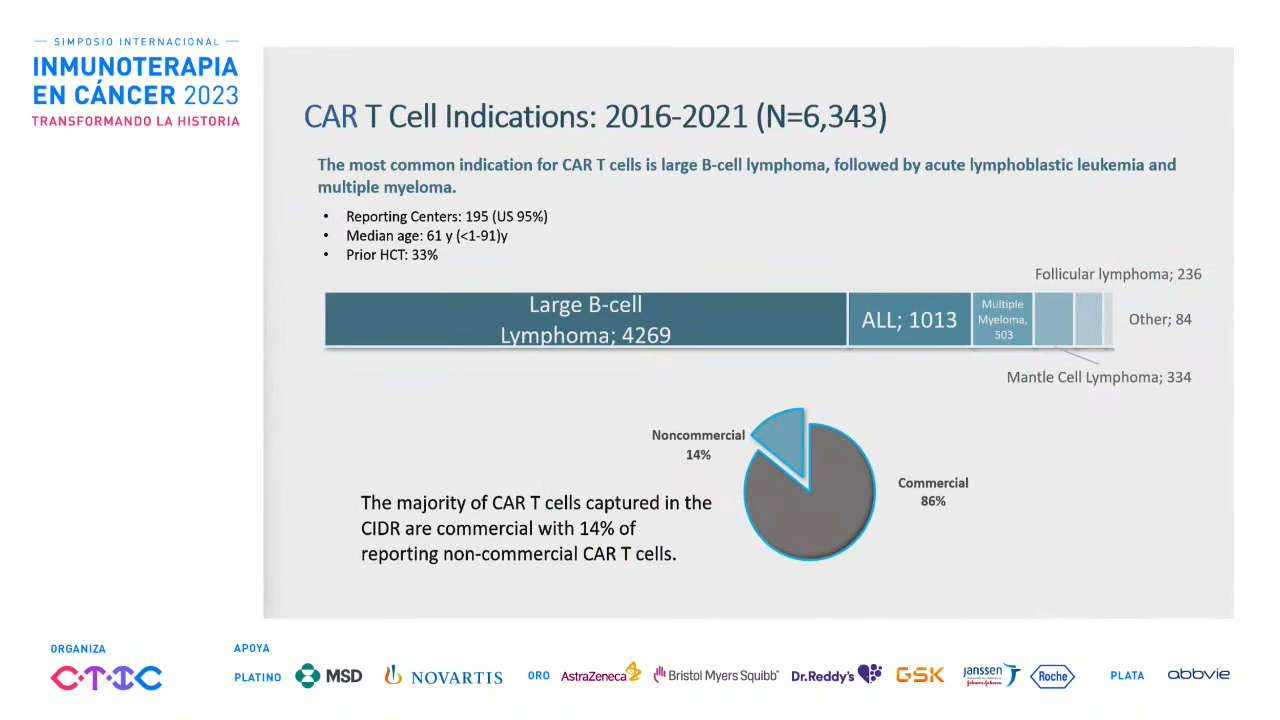 SIMPOSIO INTERNACIONAL
INMUNOTERAPIA
EN CÁNCER 2023
TRANSFORMANDO LA HISTORIA
CAR T Cell Indications: 2016-2021 (N=6,343)
The most common indication for CAR T cells is large B-cell lymphoma, followed by acute lymphoblastic leukemia and
multiple myeloma.
• Reporting Centers: 195 (US 95%)
• Median age: 61 y (<1-91)y
• Prior HCT: 33%
Follicular lymphoma; 236
Large B-cell
Lymphoma; 4269
ALL; 1013
Multiple
Myeloma,
503
Other; 84
Mantle Cell Lymphoma; 334
Noncommercial
14%
Commercial
86%
The majority of CAR T cells captured in the
CIDR are commercial with 14% of
reporting non-commercial CAR T cells.
ORGANIZA
CTIC
APOYA
PLATINO
MSD
NOVARTIS
ORO
AstraZeneca
Bristol Myers Squibb™
Dr.Reddy's
GSK
janssen
Johnson-Johnson
Roche
PLATA
abbvie